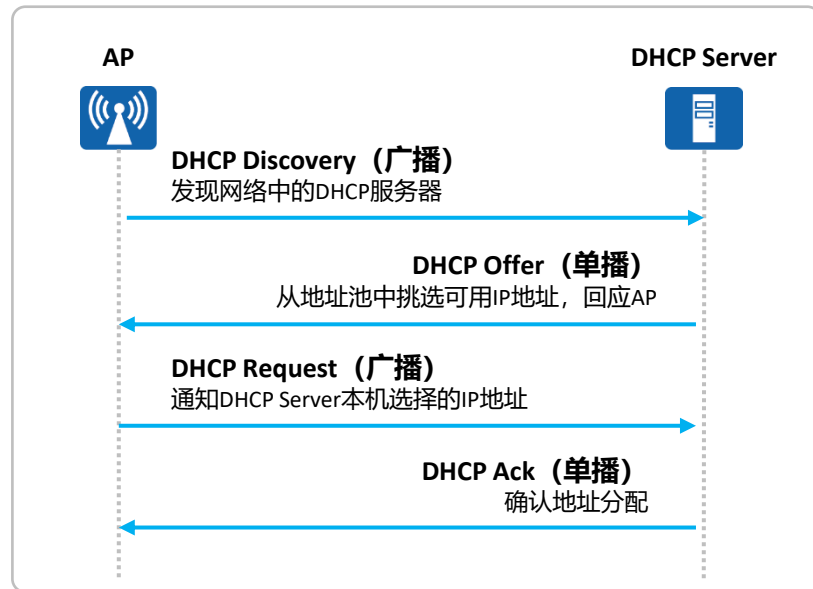 AP
DHCP Server
DHCP Discovery（广播）
发现网络中的DHCP服务器
DHCP Offer（单播）
从地址池中挑选可用IP地址，回应AP
DHCP Request（广播）
通知DHCP Server本机选择的IP地址
DHCP Ack（单播）
确认地址分配